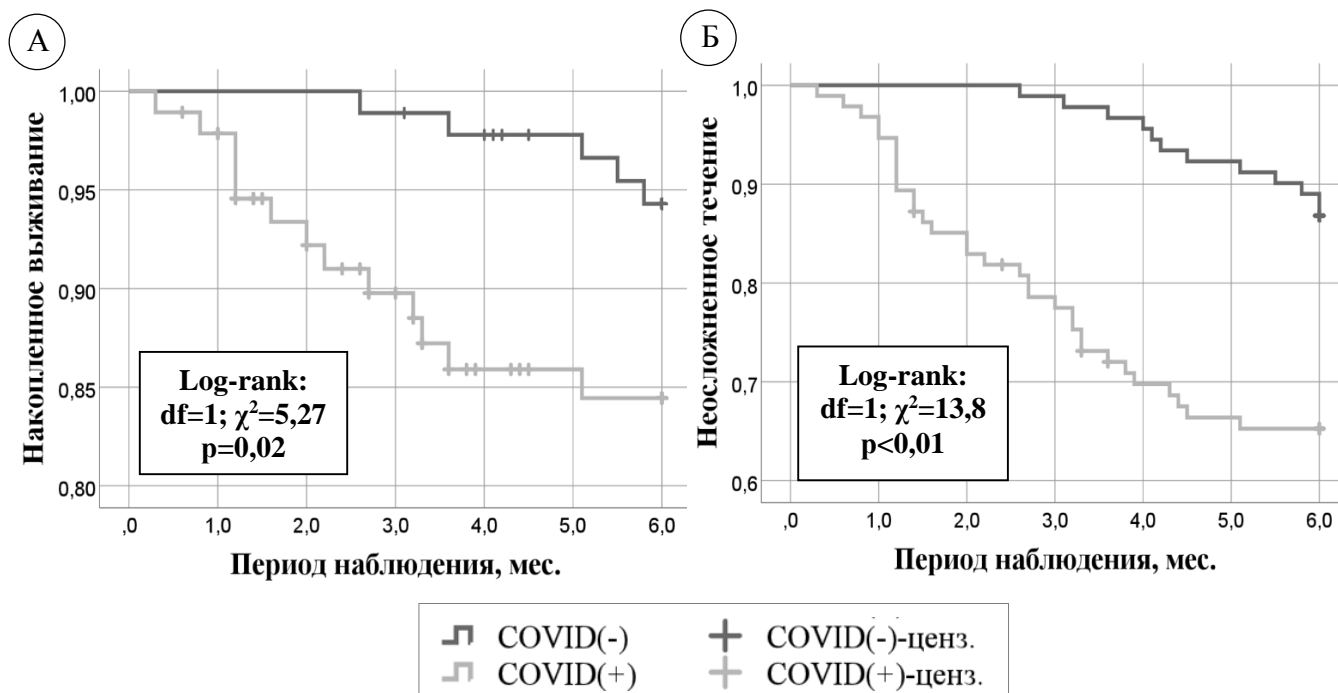 А
Накопленное выживание
1,00
0,95
0,90
0,85
0,80
Log-rank:
df=1; χ²=5,27
p=0,02
,0 1,0 2,0 3,0 4,0 5,0 6,0
Период наблюдения, мес.
Б
Неосложненное течение
1,0
0,9
0,8
0,7
0,6
Log-rank:
df=1; χ²=13,8
p<0,01
,0 1,0 2,0 3,0 4,0 5,0 6,0
Период наблюдения, мес.
COVID(-) COVID(-)-ценз.
COVID(+) COVID(+)-ценз.